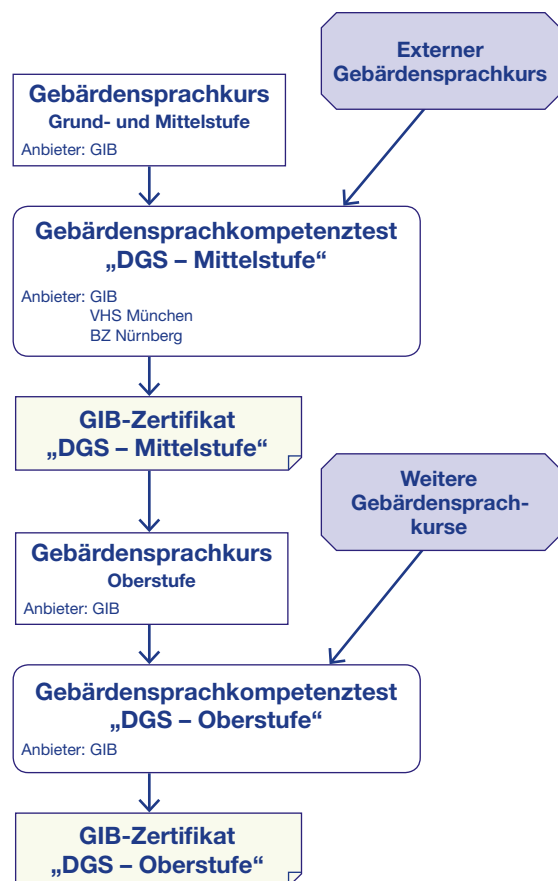 Externer
Gebärdensprachkurs
Gebärdensprachkurs
Grund- und Mittelstufe
Anbieter: GIB
Gebärdensprachkompetenztest
„DGS – Mittelstufe“
Anbieter: GIB
VHS München
BZ Nürnberg
GIB-Zertifikat
„DGS – Mittelstufe“
Weitere
Gebärdensprach-
kurse
Gebärdensprachkurs
Oberstufe
Anbieter: GIB
Gebärdensprachkompetenztest
„DGS – Oberstufe“
Anbieter: GIB
GIB-Zertifikat
„DGS – Oberstufe“